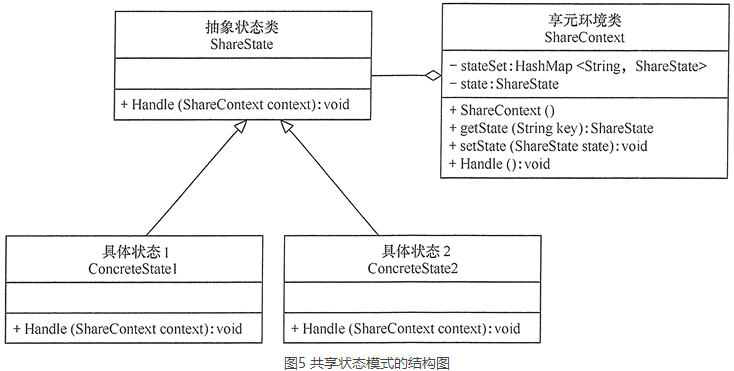 抽象状态类
ShareState
+ Handle (ShareContext context):void
享元环境类
ShareContext
- stateSet:HashMap <String, ShareState>
- state:ShareState
+ ShareContext ()
+ getState (String key):ShareState
+ setState (ShareState state):void
+ Handle ():void
具体状态1
ConcreteState1
+ Handle (ShareContext context):void
具体状态2
ConcreteState2
+ Handle (ShareContext context):void
图5 共享状态模式的结构图